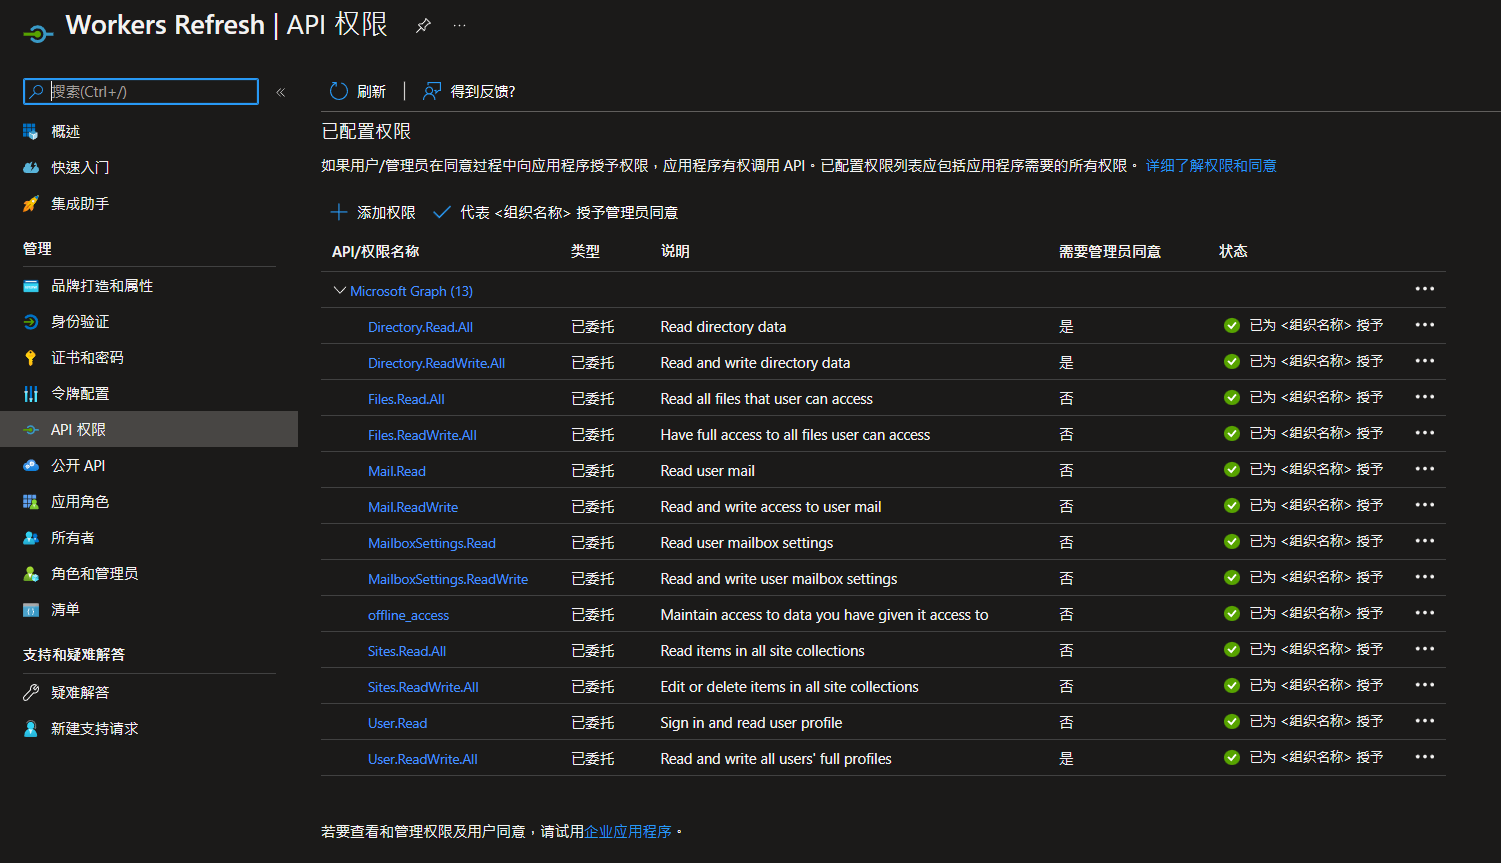 Workers Refresh | API 权限
搜索(Ctrl+/)
«
概述
快速入门
集成助手
管理
品牌打造和属性
身份验证
证书和密码
令牌配置
API 权限
公开 API
应用角色
所有者
角色和管理员
清单
支持和疑难解答
疑难解答
新建支持请求
刷新 | 得到反馈?
已配置权限
如果用户/管理员在同意过程中向应用程序授予权限，应用程序有权调用 API。已配置权限列表应包括应用程序需要的所有权限。 详细了解权限和同意
添加权限 代表 <组织名称> 授予管理员同意
API/权限名称 类型 说明 需要管理员同意 状态
Microsoft Graph (13)
Directory.Read.All 已委托 Read directory data 是 已为 <组织名称> 授予
Directory.ReadWrite.All 已委托 Read and write directory data 是 已为 <组织名称> 授予
Files.Read.All 已委托 Read all files that user can access 否 已为 <组织名称> 授予
Files.ReadWrite.All 已委托 Have full access to all files user can access 否 已为 <组织名称> 授予
Mail.Read 已委托 Read user mail 否 已为 <组织名称> 授予
Mail.ReadWrite 已委托 Read and write access to user mail 否 已为 <组织名称> 授予
MailboxSettings.Read 已委托 Read user mailbox settings 否 已为 <组织名称> 授予
MailboxSettings.ReadWrite 已委托 Read and write user mailbox settings 否 已为 <组织名称> 授予
offline_access 已委托 Maintain access to data you have given it access to 否 已为 <组织名称> 授予
Sites.Read.All 已委托 Read items in all site collections 否 已为 <组织名称> 授予
Sites.ReadWrite.All 已委托 Edit or delete items in all site collections 否 已为 <组织名称> 授予
User.Read 已委托 Sign in and read user profile 否 已为 <组织名称> 授予
User.ReadWrite.All 已委托 Read and write all users' full profiles 是 已为 <组织名称> 授予
若要查看和管理权限及用户同意，请试用企业应用程序。